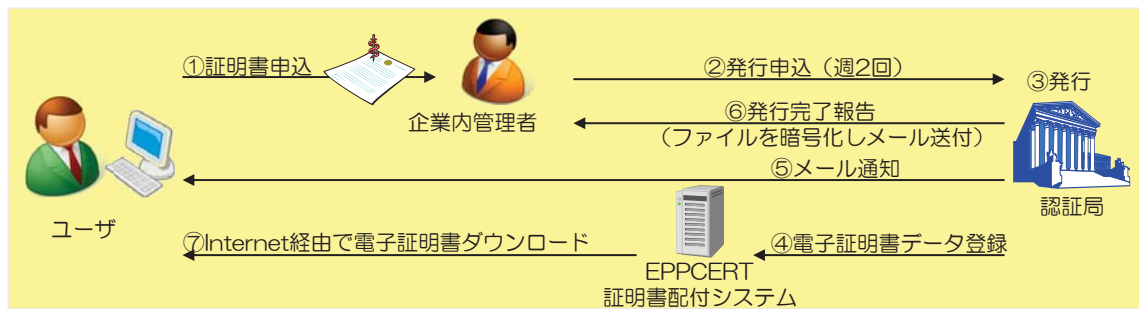 ①証明書申込
②発行申込（週2回）
③発行
企業内管理者
⑥発行完了報告
（ファイルを暗号化しメール送付）
⑤メール通知
認証局
ユーザ
⑦Internet経由で電子証明書ダウンロード
④電子証明書データ登録
EPPCERT
証明書配付システム